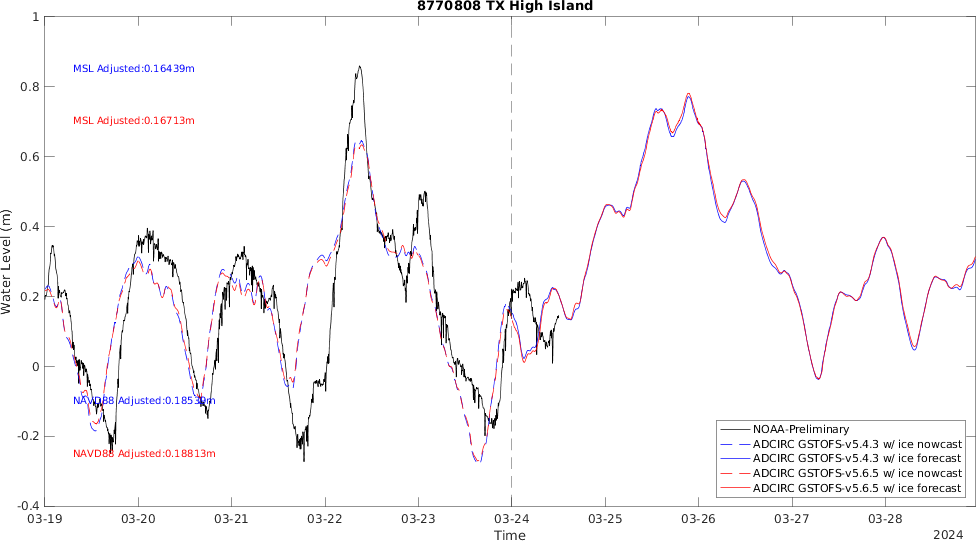 8770808 TX High Island
1
0.8
0.6
0.4
0.2
0
-0.2
-0.4
Water Level (m)
MSL Adjusted:0.16439m
MSL Adjusted:0.16713m
NAVD88 Adjusted:0.18539m
NAVD88 Adjusted:0.18813m
NOAA-Preliminary
ADCIRC GSTOFS-v5.4.3 w/ ice nowcast
ADCIRC GSTOFS-v5.4.3 w/ ice forecast
ADCIRC GSTOFS-v5.6.5 w/ ice nowcast
ADCIRC GSTOFS-v5.6.5 w/ ice forecast
03-19 03-20 03-21 03-22 03-23 03-24 03-25 03-26 03-27 03-28
Time
2024